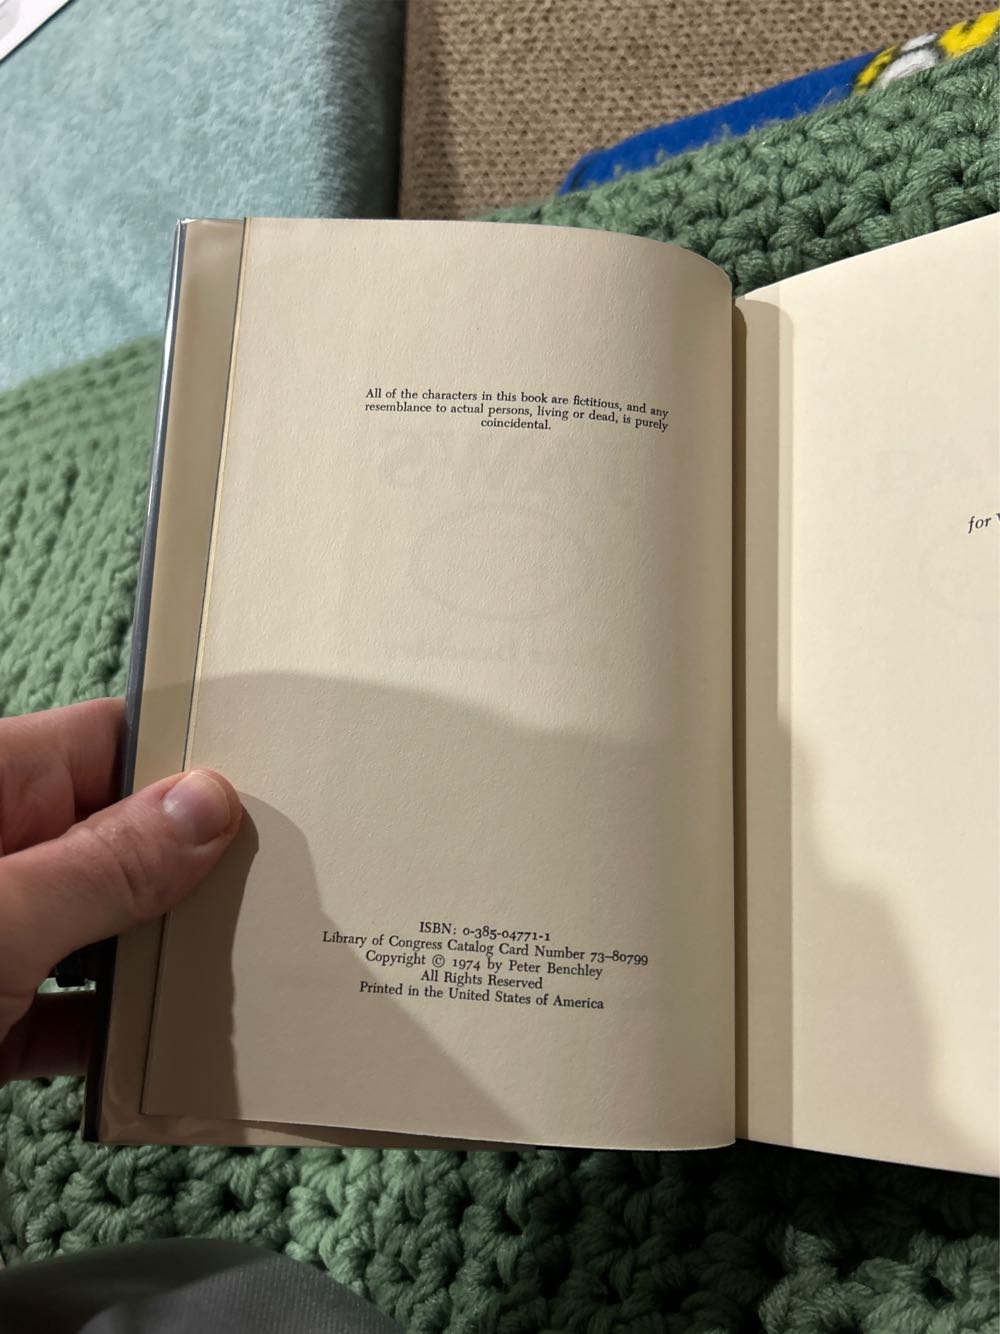 All of the characters in this book are fictitious, and any
resemblance to actual persons, living or dead, is purely
coincidental.
JAWS
ISBN: 0-385-04771-1
Library of Congress Catalog Card Number 73–80799
Copyright © 1974 by Peter Benchley
All Rights Reserved
Printed in the United States of America
for